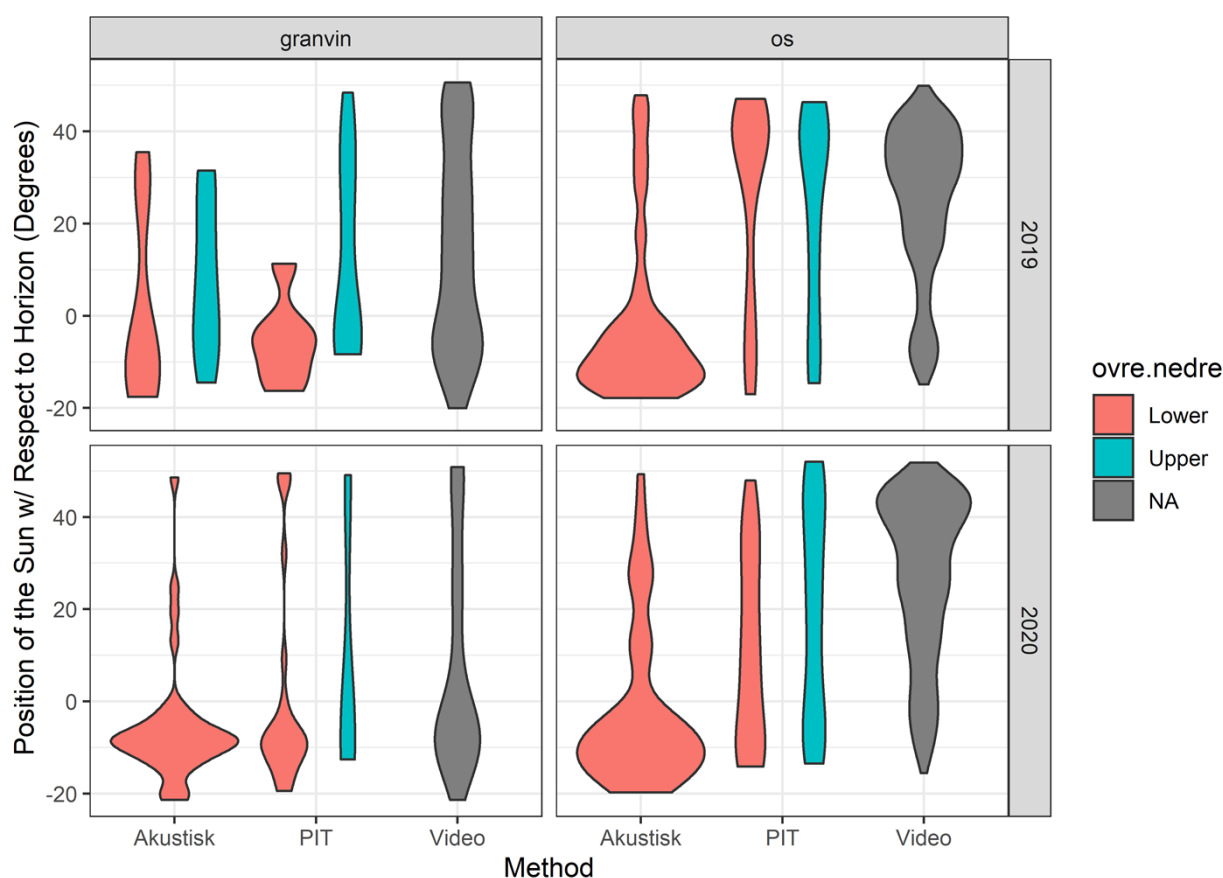 granvin
os
Position of the Sun w/ Respect to Horizon (Degrees)
40
20
0
-20
2019
40
20
0
-20
2020
Akustisk
PIT
Video
Akustisk
PIT
Video
Method
ovre.nedre
Lower
Upper
NA